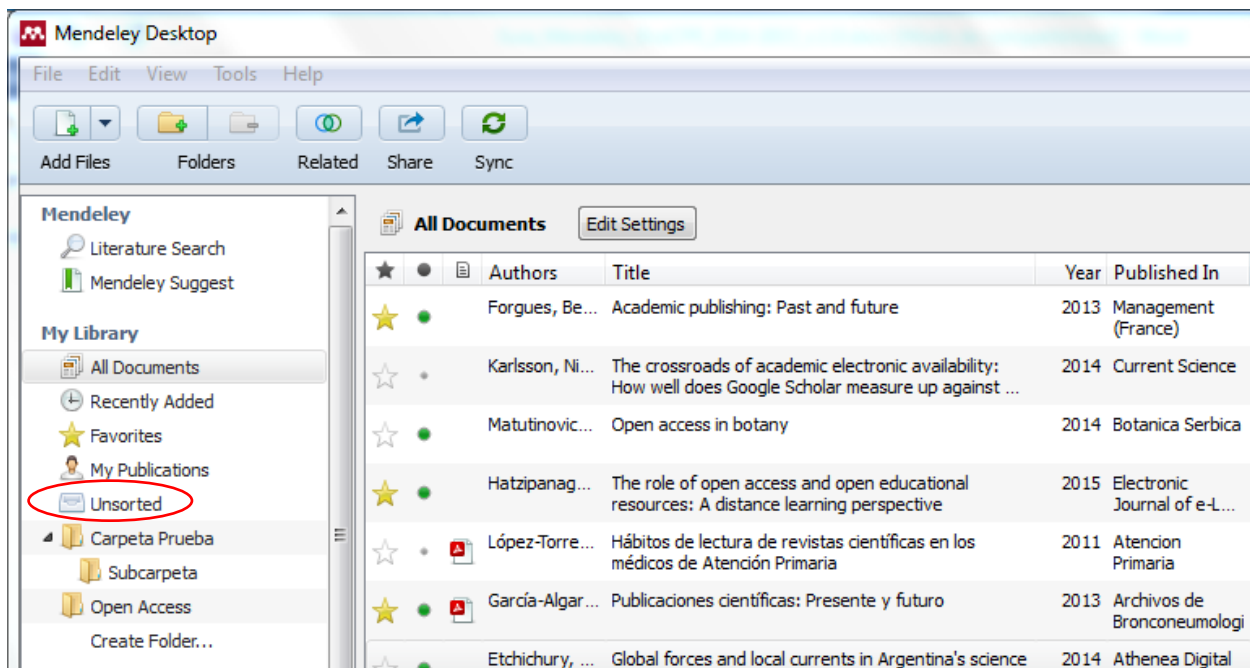 Mendeley Desktop
File Edit View Tools Help
Add Files Folders Related Share Sync
Mendeley
Literature Search
Mendeley Suggest
My Library
All Documents
Recently Added
Favorites
My Publications
Unsorted
Carpeta Prueba
Subcarpeta
Open Access
Create Folder...
All Documents Edit Settings
Authors Title Year Published In
Forgues, Be... Academic publishing: Past and future 2013 Management
(France)
Karlsson, Ni... The crossroads of academic electronic availability: 2014 Current Science
How well does Google Scholar measure up against ...
Matutinovic... Open access in botany 2014 Botanica Serbica
Hatzipanag... The role of open access and open educational 2015 Electronic
resources: A distance learning perspective Journal of e-L...
López-Torre... Hábitos de lectura de revistas científicas en los 2011 Atencion
médicos de Atención Primaria Primaria
García-Algar... Publicaciones científicas: Presente y futuro 2013 Archivos de
Bronconeumologi
Etchichury, ... Global forces and local currents in Argentina's science 2014 Athenea Digital